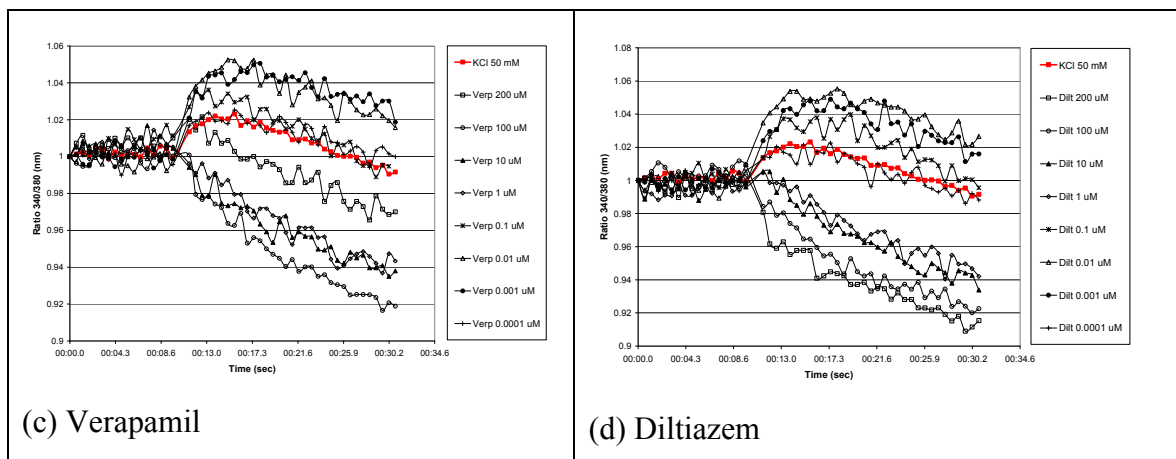 1.06
1.04
1.02
1
0.98
0.96
0.94
0.92
0.9
Ratio 340/380 (nm)
00:00.0 00:04.3 00:08.6 00:13.0 00:17.3 00:21.6 00:25.9 00:30.2 00:34.6
Time (sec)
KCl 50 mM
Verp 200 uM
Verp 100 uM
Verp 10 uM
Verp 1 uM
Verp 0.1 uM
Verp 0.01 uM
Verp 0.001 uM
Verp 0.0001 uM
(c) Verapamil
1.08
1.06
1.04
1.02
1
0.98
0.96
0.94
0.92
0.9
Ratio 340/380 (nm)
00:00.0 00:04.3 00:08.6 00:13.0 00:17.3 00:21.6 00:25.9 00:30.2 00:34.6
Time (sec)
KCl 50 mM
Dilt 200 uM
Dilt 100 uM
Dilt 10 uM
Dilt 1 uM
Dilt 0.1 uM
Dilt 0.01 uM
Dilt 0.001 uM
Dilt 0.0001 uM
(d) Diltiazem